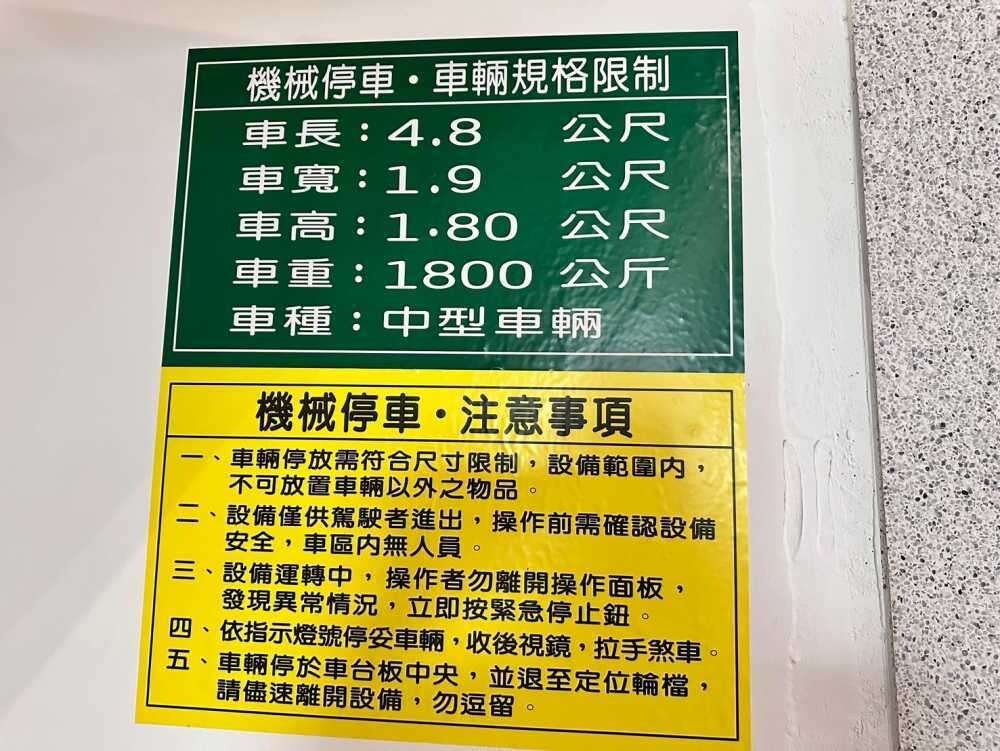 機械停車·車輛規格限制
車長:4.8 公尺
車寬:1.9 公尺
車高:1.80 公尺
車重:1800 公斤
車種:中型車輛
機械停車·注意事項
一、車輛停放需符合尺寸限制,設備範圍內,
不可放置車輛以外之物品。
二、設備僅供駕駛者進出,操作前需確認設備
安全,車區內無人員。
三、設備運轉中,操作者勿離開操作面板,
發現異常情況,立即按緊急停止鈕。
四、依指示燈號停妥車輛,收後視鏡,拉手煞車。
五、車輛停於車台板中央,並退至定位輪檔,
請儘速離開設備,勿逗留。